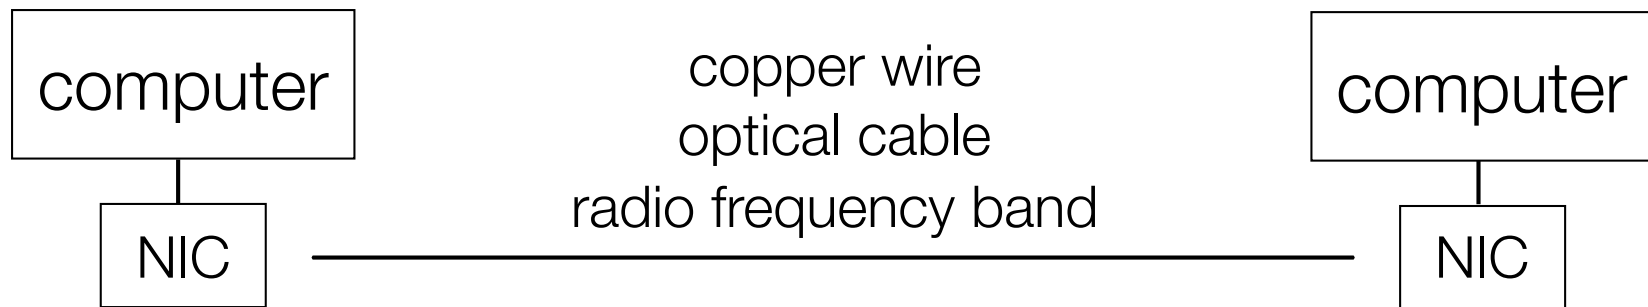 computer
copper wire
optical cable
radio frequency band
computer
NIC
NIC